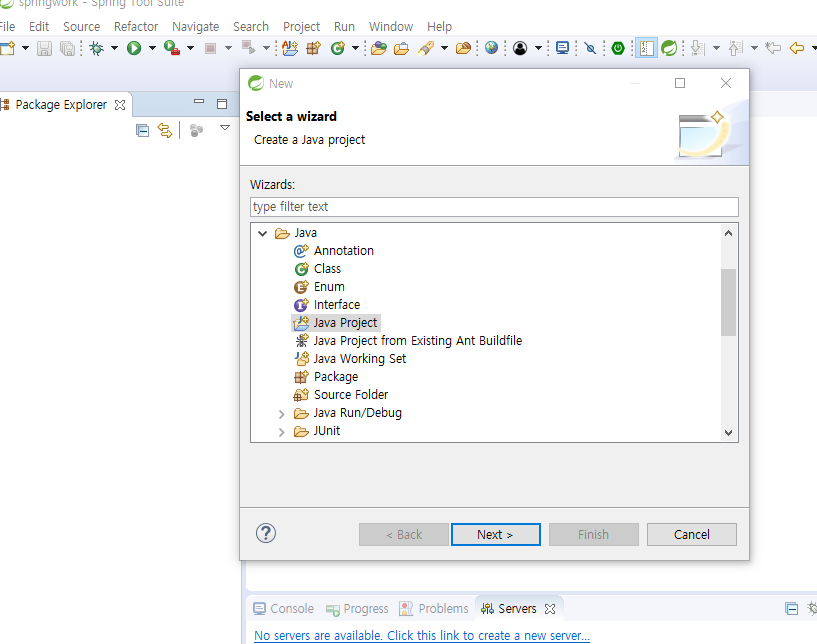 springwork - Spring Tool Suite
File Edit Source Refactor Navigate Search Project Run Window Help
Package Explorer
New
Select a wizard
Create a Java project
Wizards:
type filter text
Java
Annotation
Class
Enum
Interface
Java Project
Java Project from Existing Ant Buildfile
Java Working Set
Package
Source Folder
Java Run/Debug
JUnit
< Back Next > Finish Cancel
Console Progress Problems Servers
No servers are available. Click this link to create a new server...